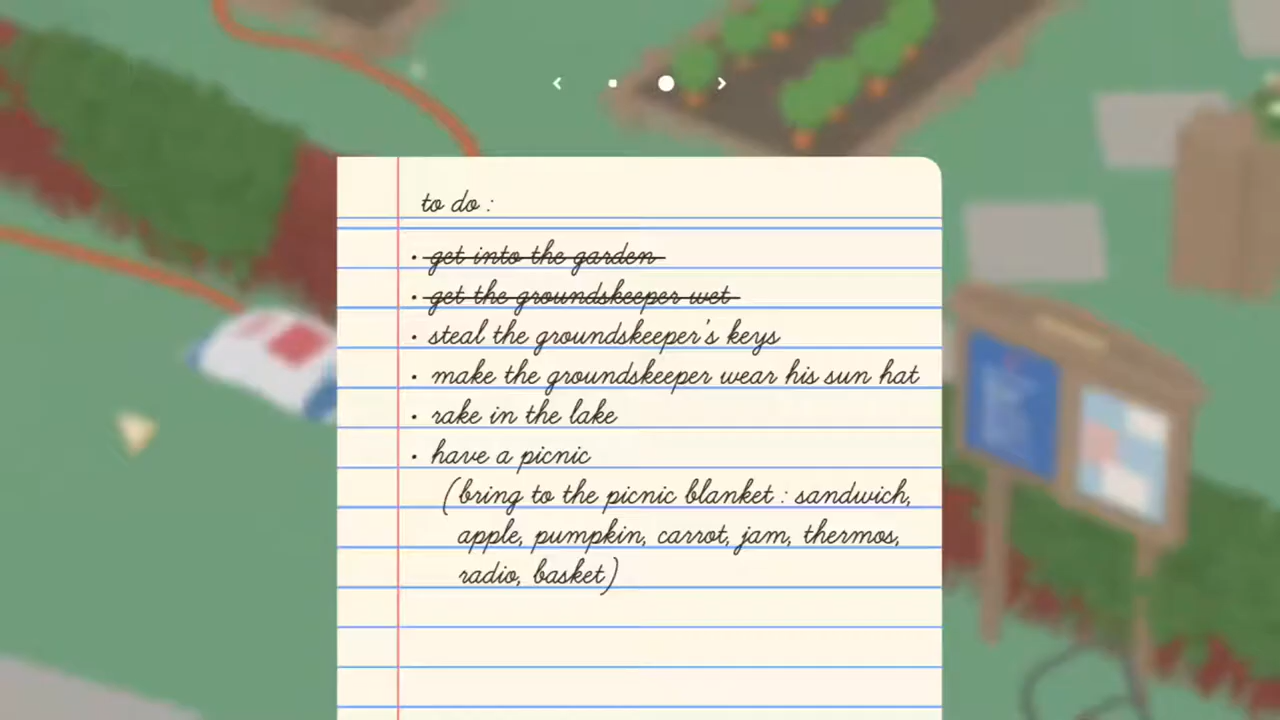 to do :
• get into the garden
• get the groundskeeper wet
• steal the groundskeeper's keys
• make the groundskeeper wear his sun hat
• rake in the lake
• have a picnic
(bring to the picnic blanket : sandwich,
apple, pumpkin, carrot, jam, thermos,
radio, basket)